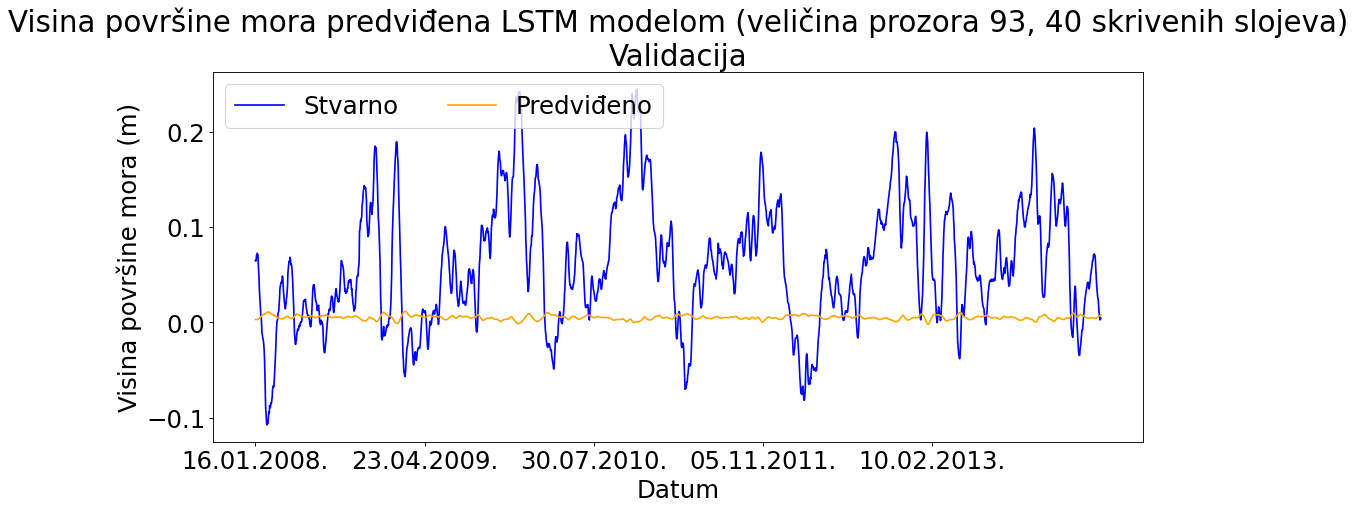 Visina površine mora predviđena LSTM modelom (veličina prozora 93, 40 skrivenih slojeva)
Validacija
Stvarno Predviđeno
Visina površine mora (m)
0.2
0.1
0.0
−0.1
16.01.2008. 23.04.2009. 30.07.2010. 05.11.2011. 10.02.2013.
Datum